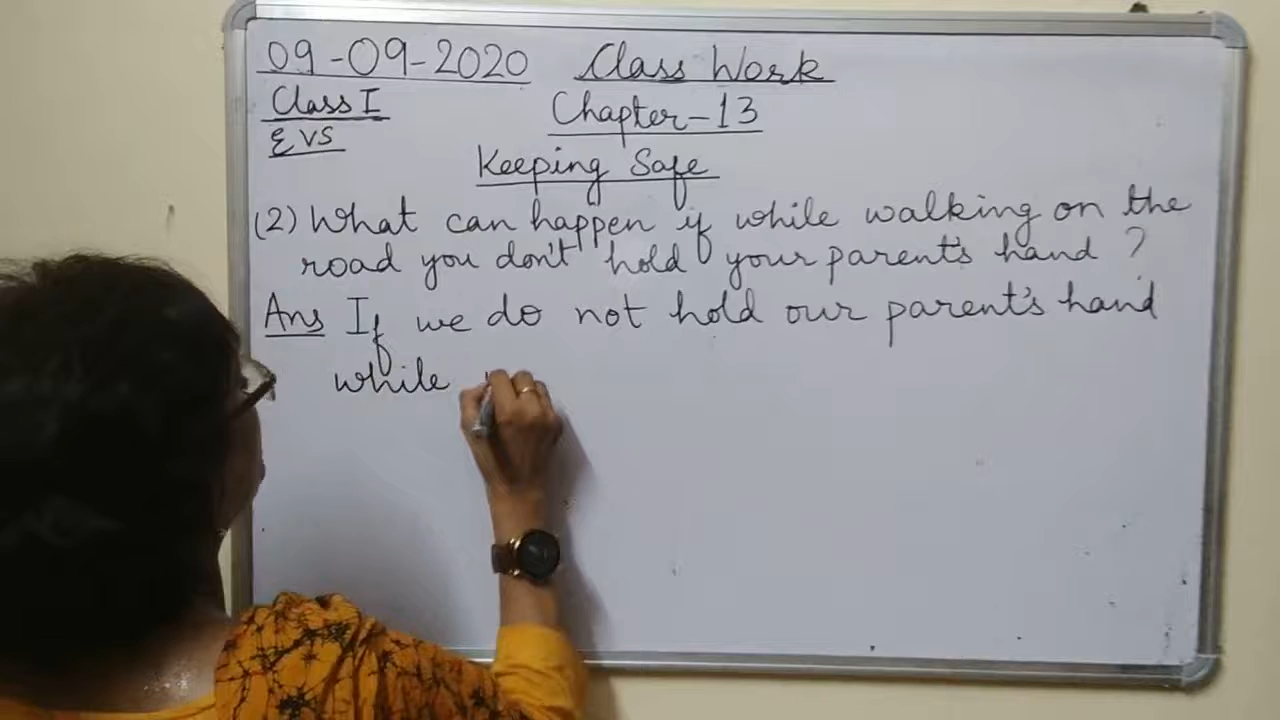 09-09-2020 Class Work
Class I Chapter-13
EVS
Keeping Safe
(2) What can happen if while walking on the
road you don't hold your parent's hand ?
Ans If we do not hold our parent's hand
while